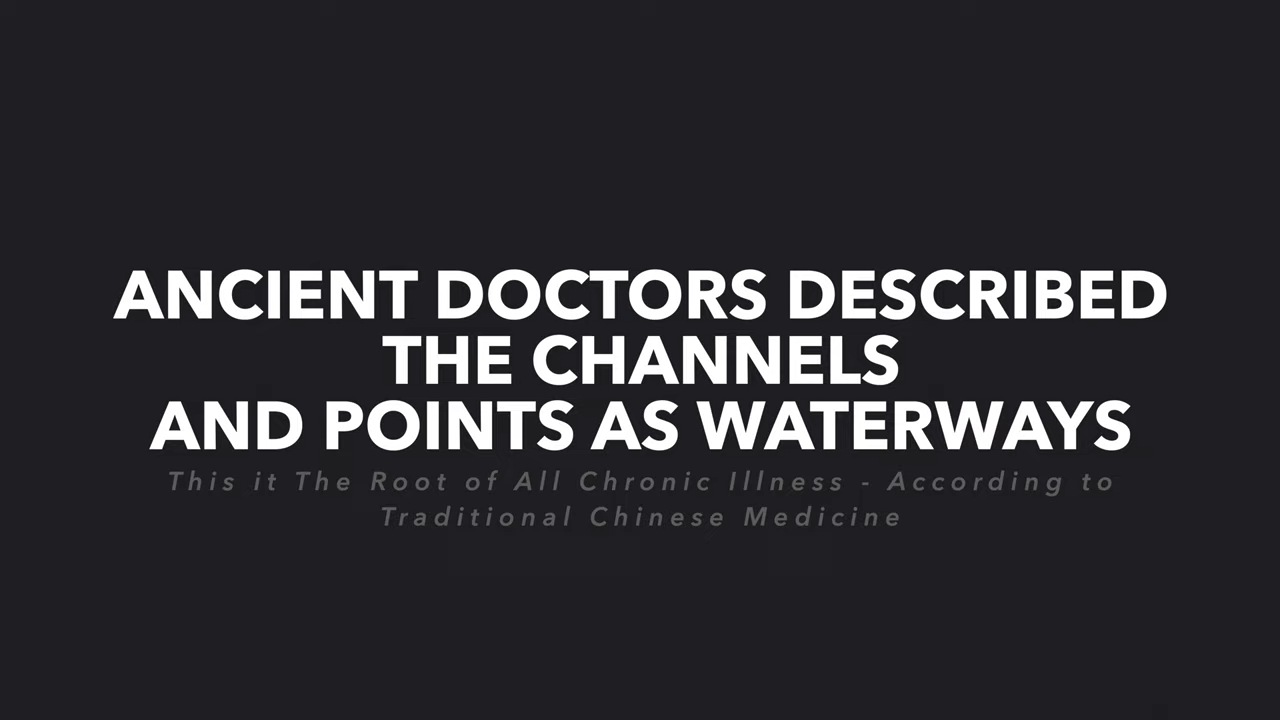 ANCIENT DOCTORS DESCRIBED
THE CHANNELS
AND POINTS AS WATERWAYS
This it The Root of All Chronic Illness - According to
Traditional Chinese Medicine